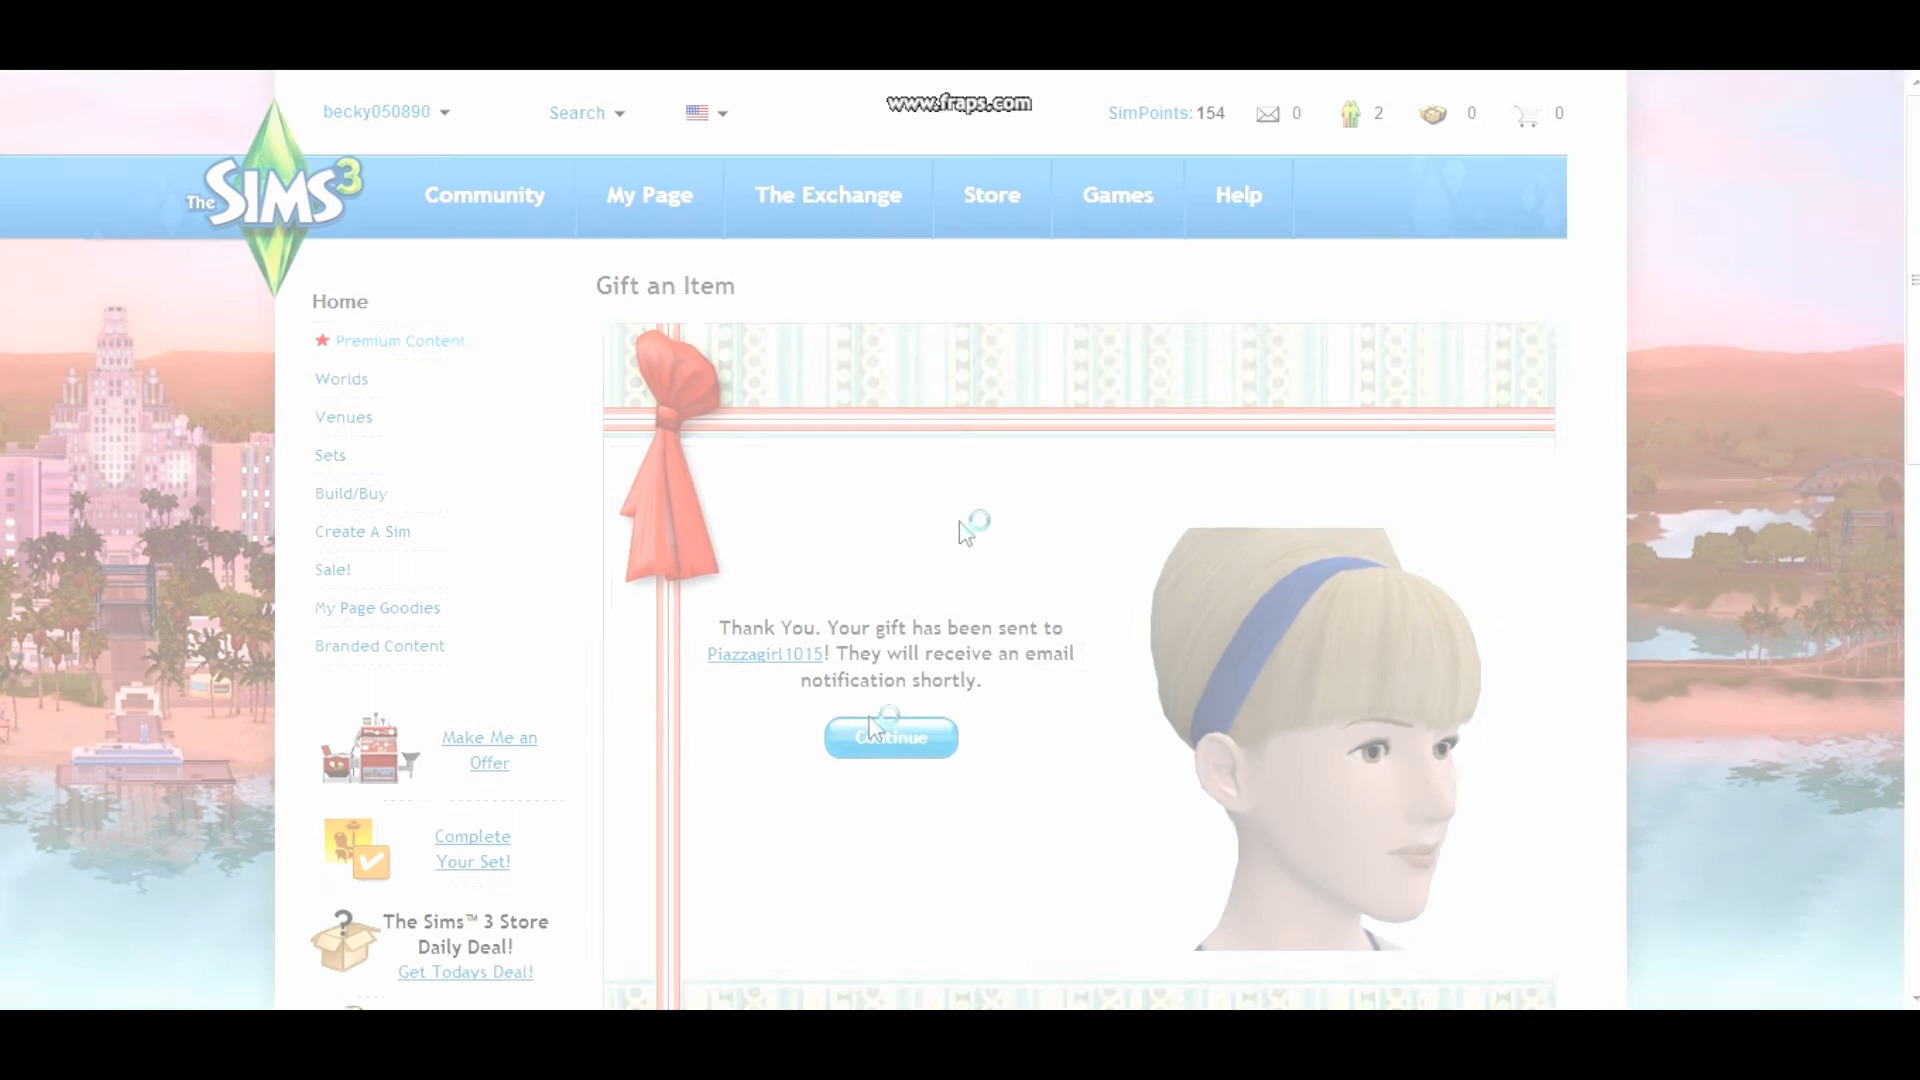 becky050890
Search
www.fraps.com
SimPoints: 154
0
2
0
0
The SIMS 3
Community
My Page
The Exchange
Store
Games
Help
Gift an Item
Home
Premium Content
Worlds
Venues
Sets
Build/Buy
Create A Sim
Sale!
My Page Goodies
Branded Content
Thank You. Your gift has been sent to
Piazzagirl1015! They will receive an email
notification shortly.
Continue
Make Me an
Offer
Complete
Your Set!
The Sims™ 3 Store
Daily Deal!
Get Todays Deal!